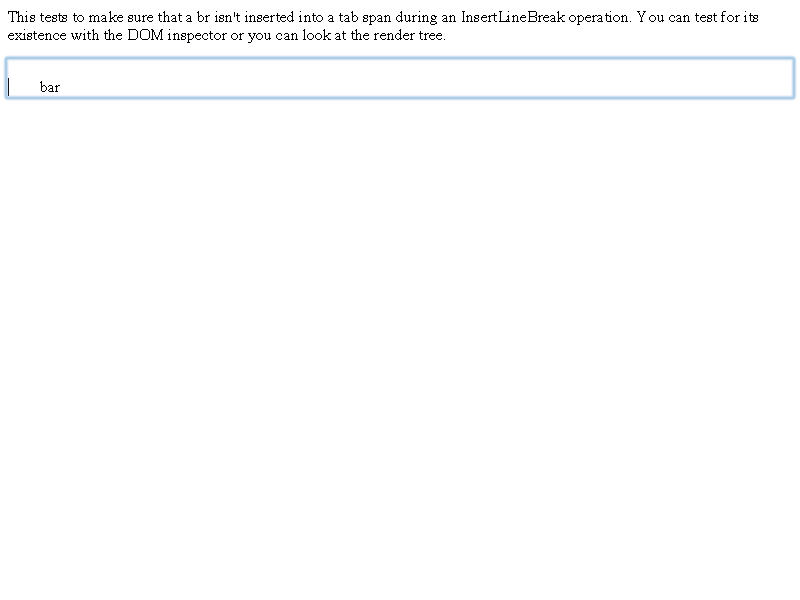 This tests to make sure that a br isn't inserted into a tab span during an InsertLineBreak operation. You can test for its
existence with the DOM inspector or you can look at the render tree.
bar